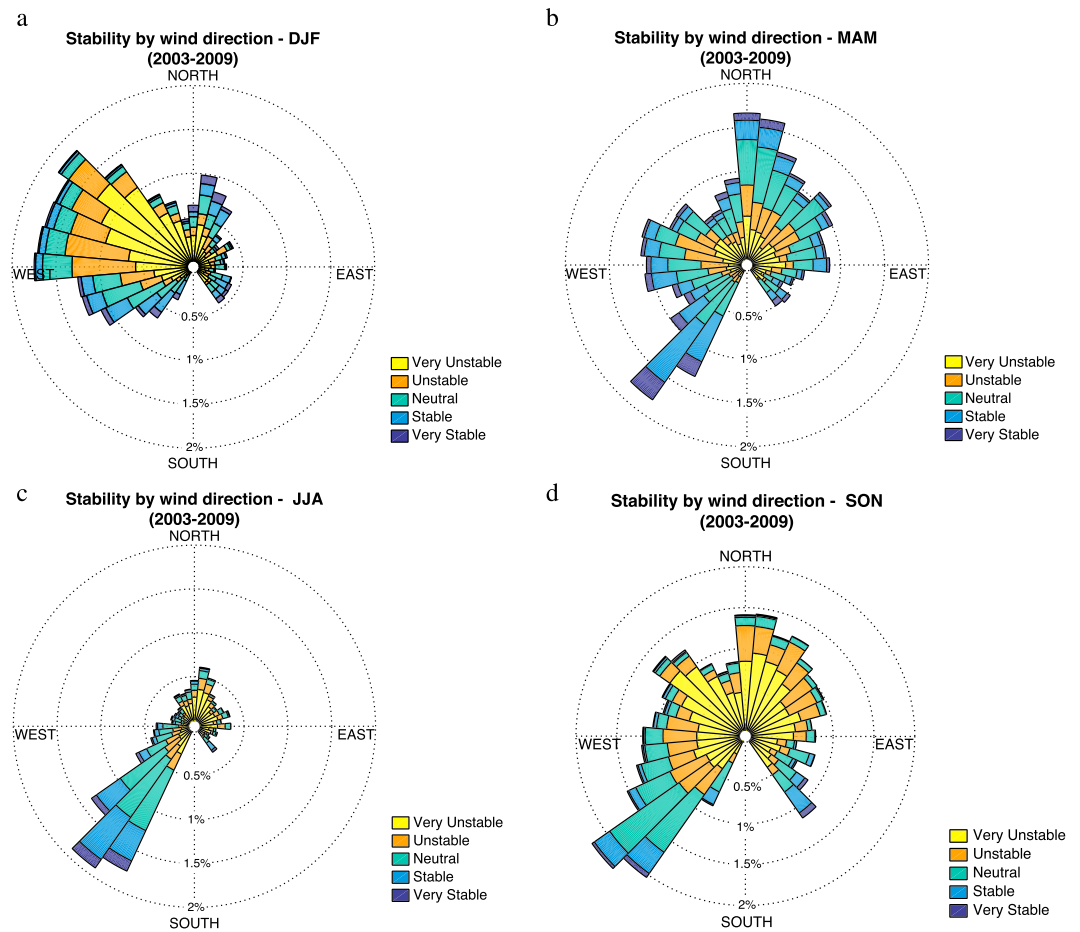 a
Stability by wind direction - DJF
(2003-2009)
NORTH
WEST
EAST
0.5%
1%
1.5%
2%
SOUTH
Very Unstable
Unstable
Neutral
Stable
Very Stable
b
Stability by wind direction - MAM
(2003-2009)
NORTH
WEST
EAST
0.5%
1%
1.5%
2%
SOUTH
Very Unstable
Unstable
Neutral
Stable
Very Stable
c
Stability by wind direction - JJA
(2003-2009)
NORTH
WEST
EAST
0.5%
1%
1.5%
2%
SOUTH
Very Unstable
Unstable
Neutral
Stable
Very Stable
d
Stability by wind direction - SON
(2003-2009)
NORTH
WEST
EAST
0.5%
1%
1.5%
2%
SOUTH
Very Unstable
Unstable
Neutral
Stable
Very Stable